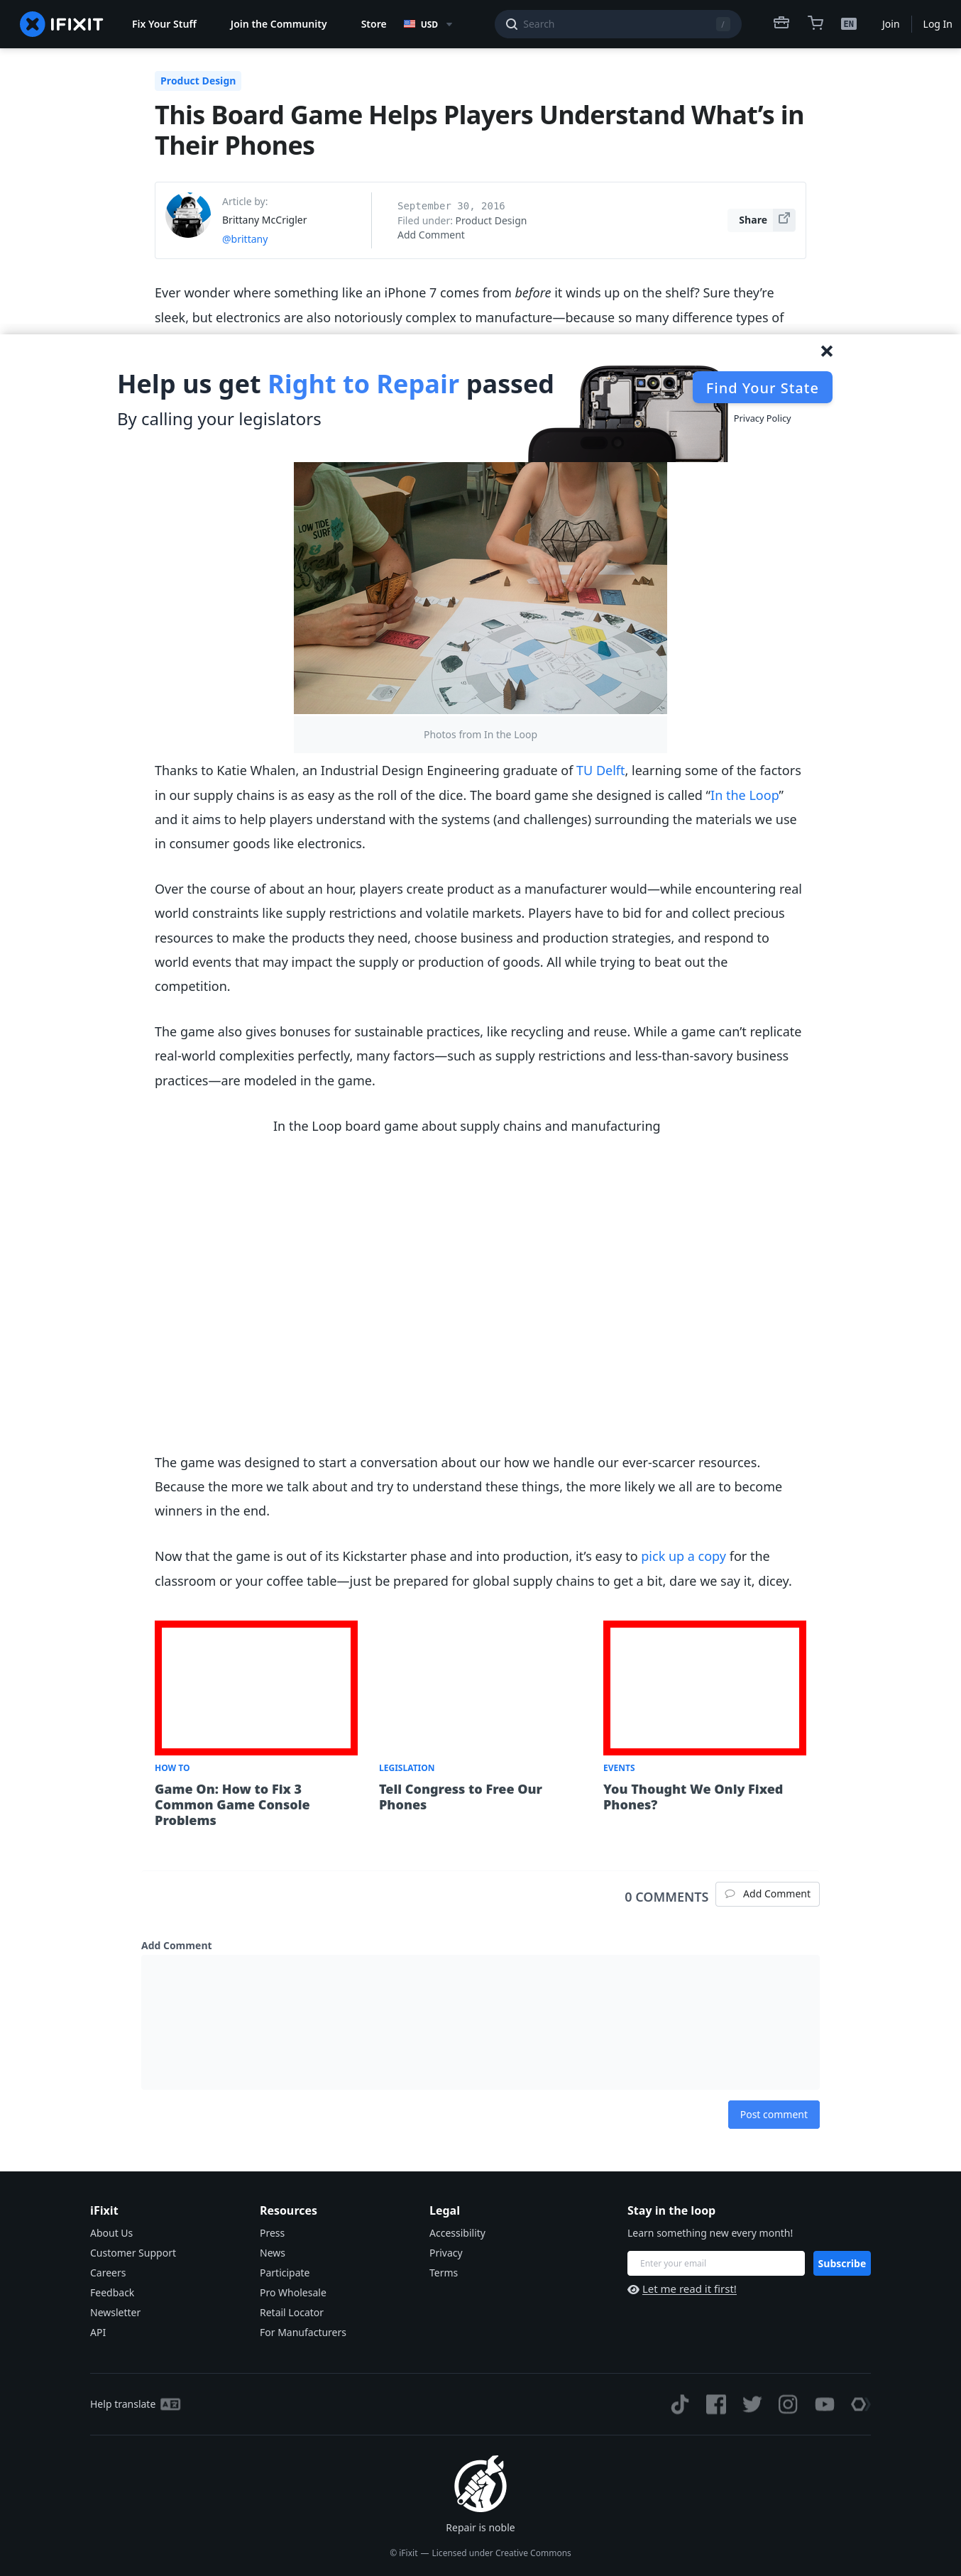 IFIXIT
Fix Your Stuff
Join the Community
Store
USD
Search
/
EN
Join
Log In
Product Design
This Board Game Helps Players Understand What’s in
Their Phones
Article by:
Brittany McCrigler
@brittany
September 30, 2016
Filed under: Product Design
Add Comment
Share
Ever wonder where something like an iPhone 7 comes from before it winds up on the shelf? Sure they’re
sleek, but electronics are also notoriously complex to manufacture—because so many difference types of
Help us get Right to Repair passed
By calling your legislators
Find Your State
Privacy Policy
LOW TIDE
SURF
Photos from In the Loop
Thanks to Katie Whalen, an Industrial Design Engineering graduate of TU Delft, learning some of the factors
in our supply chains is as easy as the roll of the dice. The board game she designed is called “In the Loop”
and it aims to help players understand with the systems (and challenges) surrounding the materials we use
in consumer goods like electronics.
Over the course of about an hour, players create product as a manufacturer would—while encountering real
world constraints like supply restrictions and volatile markets. Players have to bid for and collect precious
resources to make the products they need, choose business and production strategies, and respond to
world events that may impact the supply or production of goods. All while trying to beat out the
competition.
The game also gives bonuses for sustainable practices, like recycling and reuse. While a game can’t replicate
real-world complexities perfectly, many factors—such as supply restrictions and less-than-savory business
practices—are modeled in the game.
In the Loop board game about supply chains and manufacturing
The game was designed to start a conversation about our how we handle our ever-scarcer resources.
Because the more we talk about and try to understand these things, the more likely we all are to become
winners in the end.
Now that the game is out of its Kickstarter phase and into production, it’s easy to pick up a copy for the
classroom or your coffee table—just be prepared for global supply chains to get a bit, dare we say it, dicey.
HOW TO
Game On: How to Fix 3
Common Game Console
Problems
LEGISLATION
Tell Congress to Free Our
Phones
EVENTS
You Thought We Only Fixed
Phones?
0 COMMENTS
Add Comment
Add Comment
Post comment
iFixit
About Us
Customer Support
Careers
Feedback
Newsletter
API
Resources
Press
News
Participate
Pro Wholesale
Retail Locator
For Manufacturers
Legal
Accessibility
Privacy
Terms
Stay in the loop
Learn something new every month!
Enter your email
Subscribe
Let me read it first!
Help translate
Repair is noble
© iFixit — Licensed under Creative Commons